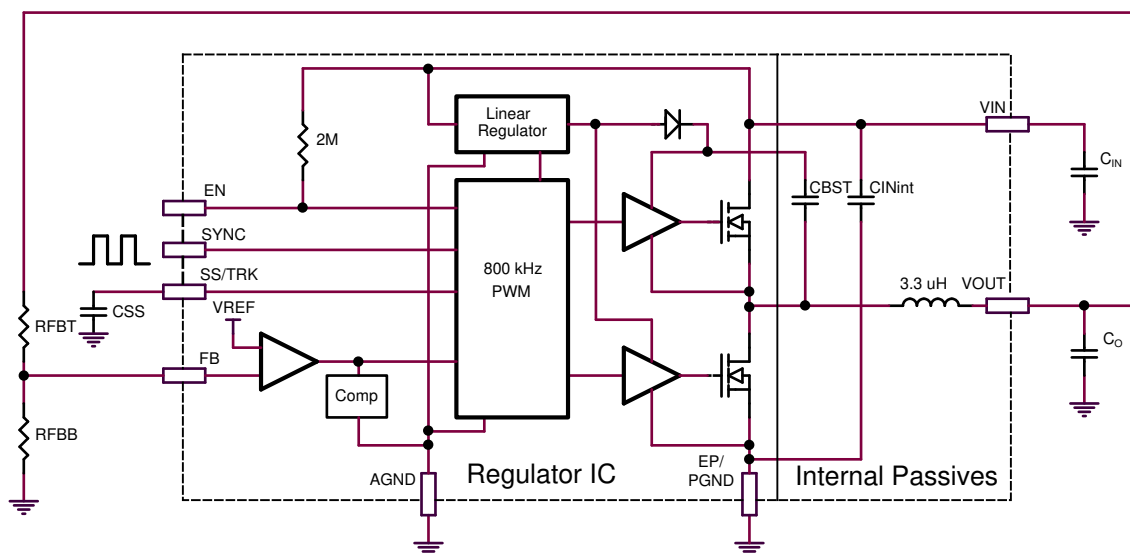 Linear
Regulator
VIN
2M
CIN
CBST
CINint
EN
SYNC
800 kHz
PWM
SS/TRK
3.3 uH
VOUT
CSS
VREF
RFBT
CO
FB
Comp
RFBB
AGND
Regulator IC
EP/
PGND
Internal Passives